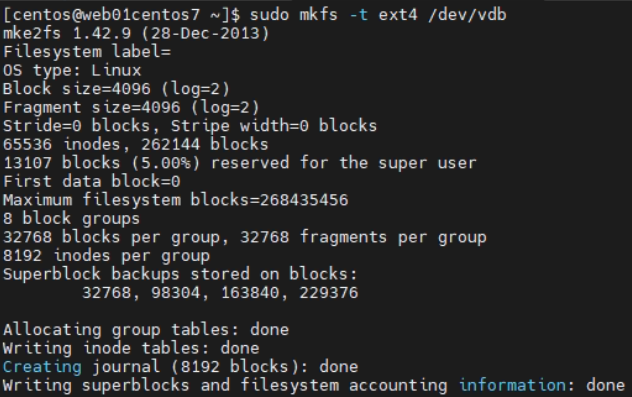 [centos@web01centos7 ~]$ sudo mkfs -t ext4 /dev/vdb
mke2fs 1.42.9 (28-Dec-2013)
Filesystem label=
OS type: Linux
Block size=4096 (log=2)
Fragment size=4096 (log=2)
Stride=0 blocks, Stripe width=0 blocks
65536 inodes, 262144 blocks
13107 blocks (5.00%) reserved for the super user
First data block=0
Maximum filesystem blocks=268435456
8 block groups
32768 blocks per group, 32768 fragments per group
8192 inodes per group
Superblock backups stored on blocks:
32768, 98304, 163840, 229376
Allocating group tables: done
Writing inode tables: done
Creating journal (8192 blocks): done
Writing superblocks and filesystem accounting information: done